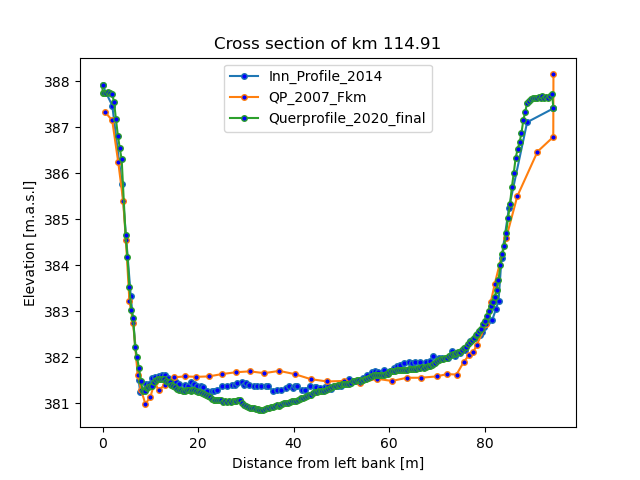 Cross section of km 114.91
Inn_Profile_2014
QP_2007_Fkm
Querprofile_2020_final
388
387
386
385
384
383
382
381
Elevation [m.a.s.l]
0 20 40 60 80
Distance from left bank [m]